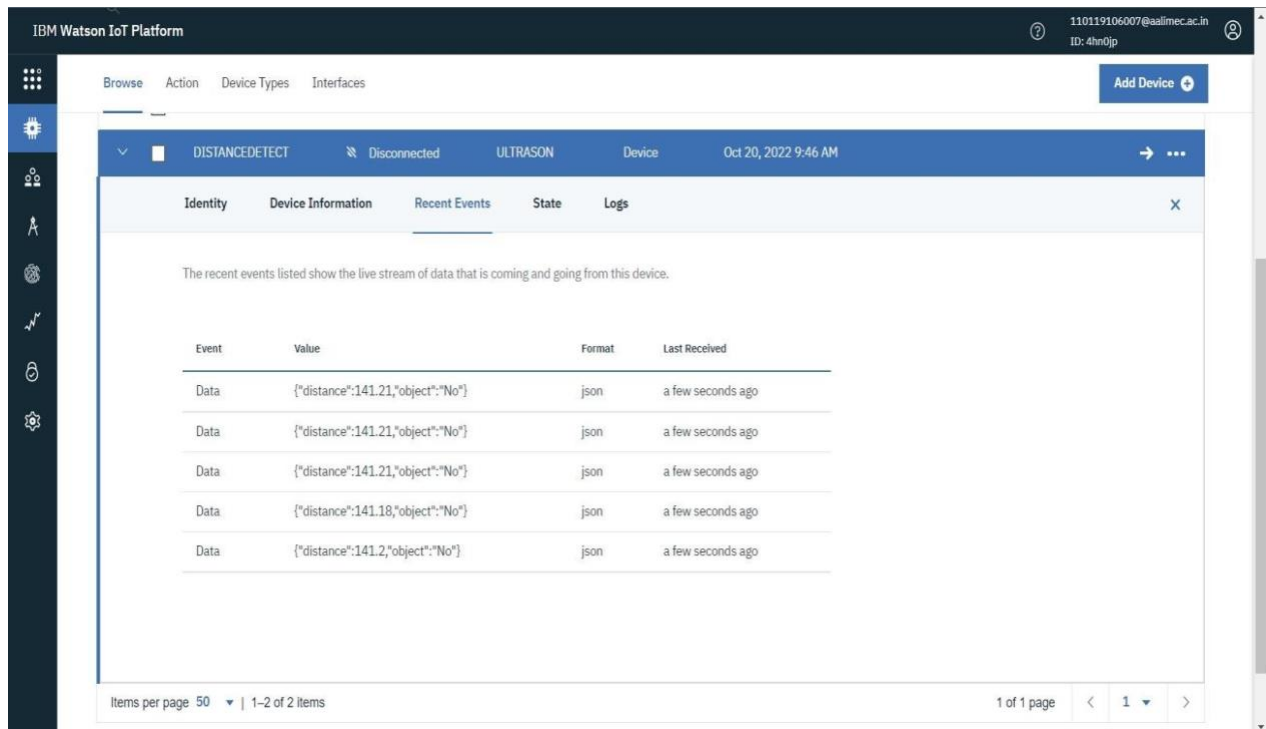 IBM Watson IoT Platform
110119106007@aalimec.ac.in
ID: 4hn0jp
Browse Action Device Types Interfaces Add Device
DISTANCEDETECT Disconnected ULTRASON Device Oct 20, 2022 9:46 AM
Identity Device Information Recent Events State Logs
The recent events listed show the live stream of data that is coming and going from this device.
Event Value Format Last Received
Data {"distance":141.21,"object":"No"} json a few seconds ago
Data {"distance":141.21,"object":"No"} json a few seconds ago
Data {"distance":141.21,"object":"No"} json a few seconds ago
Data {"distance":141.18,"object":"No"} json a few seconds ago
Data {"distance":141.2,"object":"No"} json a few seconds ago
Items per page 50 | 1–2 of 2 items 1 of 1 page 1